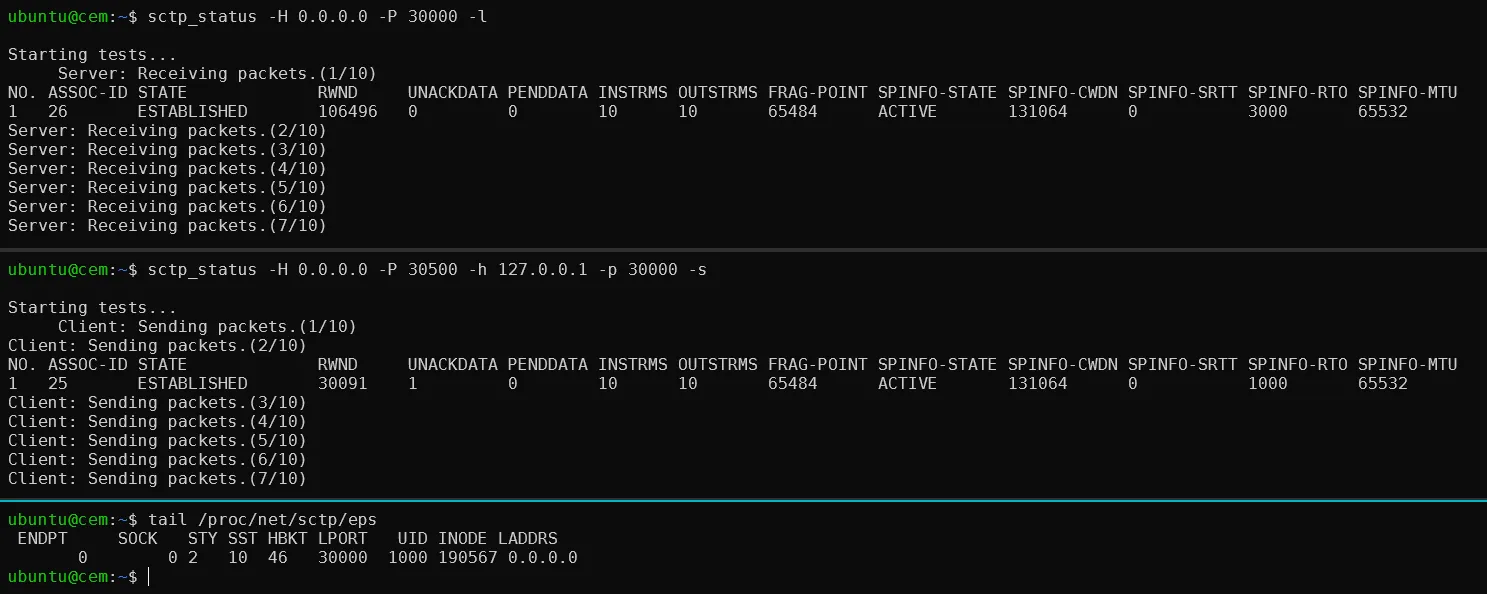 ubuntu@cem:~$ sctp_status -H 0.0.0.0 -P 30000 -l
Starting tests...
Server: Receiving packets.(1/10)
NO. ASSOC-ID STATE RWND UNACKDATA PENDDATA INSTRMS OUTSTRMS FRAG-POINT SPINFO-STATE SPINFO-CWDN SPINFO-SRTT SPINFO-RTO SPINFO-MTU
1 26 ESTABLISHED 106496 0 0 10 10 65484 ACTIVE 131064 0 3000 65532
Server: Receiving packets.(2/10)
Server: Receiving packets.(3/10)
Server: Receiving packets.(4/10)
Server: Receiving packets.(5/10)
Server: Receiving packets.(6/10)
Server: Receiving packets.(7/10)
ubuntu@cem:~$ sctp_status -H 0.0.0.0 -P 30500 -h 127.0.0.1 -p 30000 -s
Starting tests...
Client: Sending packets.(1/10)
Client: Sending packets.(2/10)
NO. ASSOC-ID STATE RWND UNACKDATA PENDDATA INSTRMS OUTSTRMS FRAG-POINT SPINFO-STATE SPINFO-CWDN SPINFO-SRTT SPINFO-RTO SPINFO-MTU
1 25 ESTABLISHED 30091 1 0 10 10 65484 ACTIVE 131064 0 1000 65532
Client: Sending packets.(3/10)
Client: Sending packets.(4/10)
Client: Sending packets.(5/10)
Client: Sending packets.(6/10)
Client: Sending packets.(7/10)
ubuntu@cem:~$ tail /proc/net/sctp/eps
ENDPT SOCK STY SST HBKT LPORT UID INODE LADDRS
0 0 2 10 46 30000 1000 190567 0.0.0.0
ubuntu@cem:~$